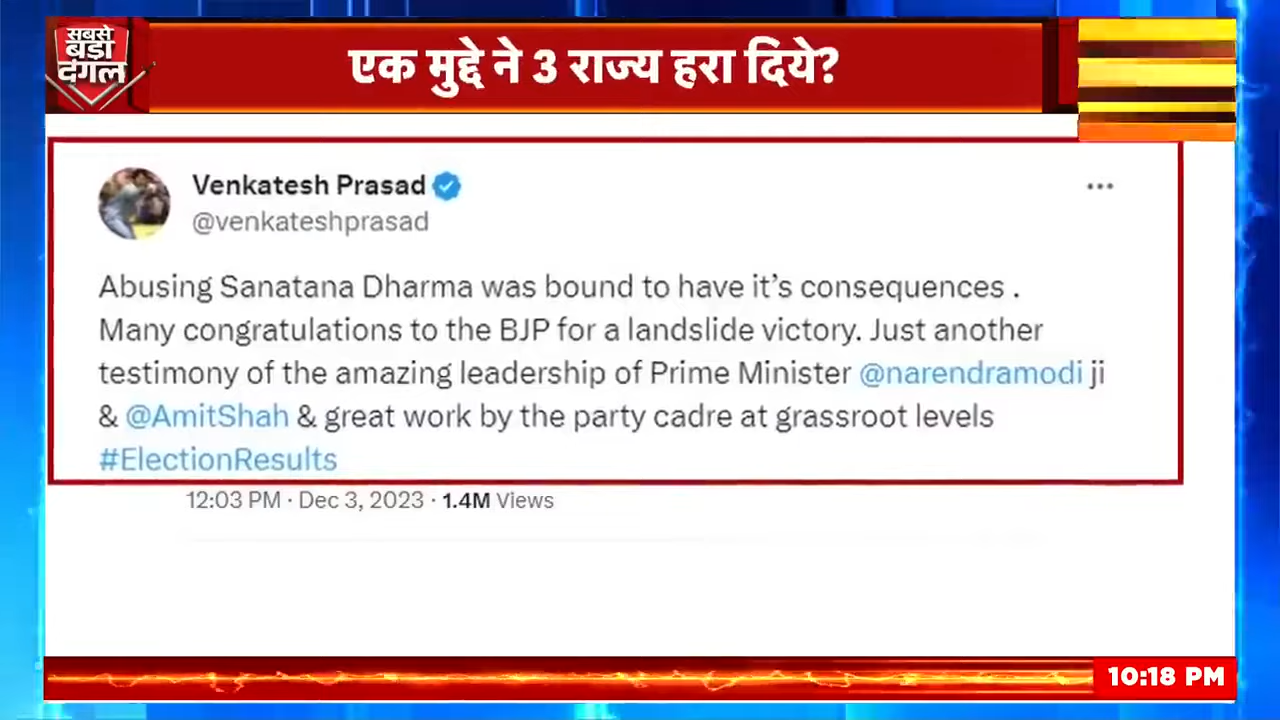 सबसे
बड़ा
दंगल
एक मुद्दे ने 3 राज्य हरा दिये?
Venkatesh Prasad
@venkateshprasad
Abusing Sanatana Dharma was bound to have it’s consequences .
Many congratulations to the BJP for a landslide victory. Just another
testimony of the amazing leadership of Prime Minister @narendramodi ji
& @AmitShah & great work by the party cadre at grassroot levels
#ElectionResults
12:03 PM · Dec 3, 2023 · 1.4M Views
10:18 PM